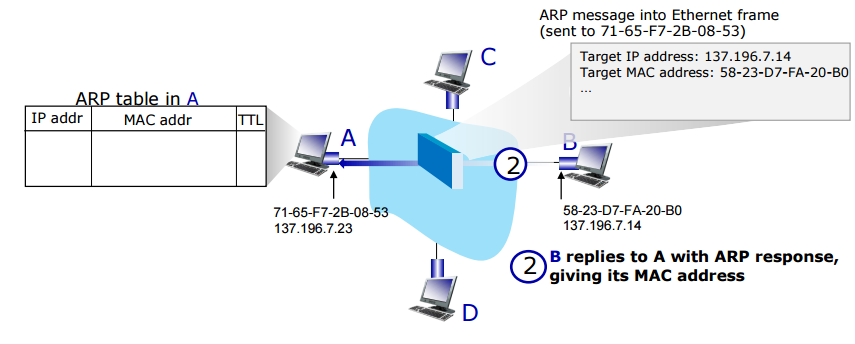 ARP message into Ethernet frame
(sent to 71-65-F7-2B-08-53)
Target IP address: 137.196.7.14
Target MAC address: 58-23-D7-FA-20-B0
...
C
ARP table in A
IP addr MAC addr TTL
A
B
2
71-65-F7-2B-08-53
137.196.7.23
58-23-D7-FA-20-B0
137.196.7.14
2 B replies to A with ARP response,
giving its MAC address
D